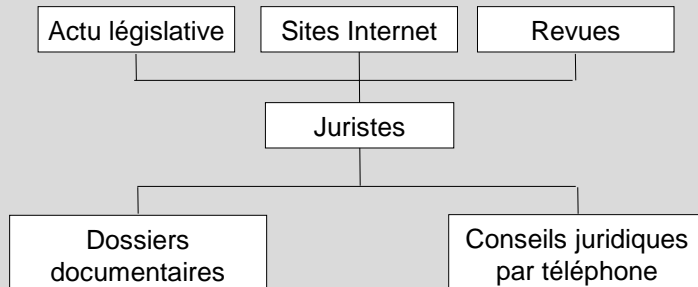 Actu législative
Sites Internet
Revues
Juristes
Dossiers
documentaires
Conseils juridiques
par téléphone